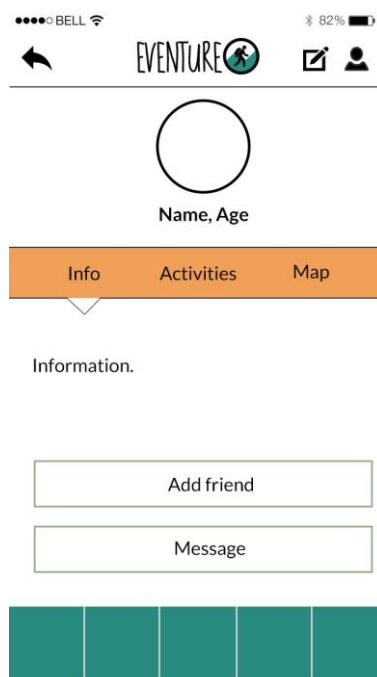 BELL 82%
EVENTURE
Name, Age
Info Activities Map
Information.
Add friend
Message